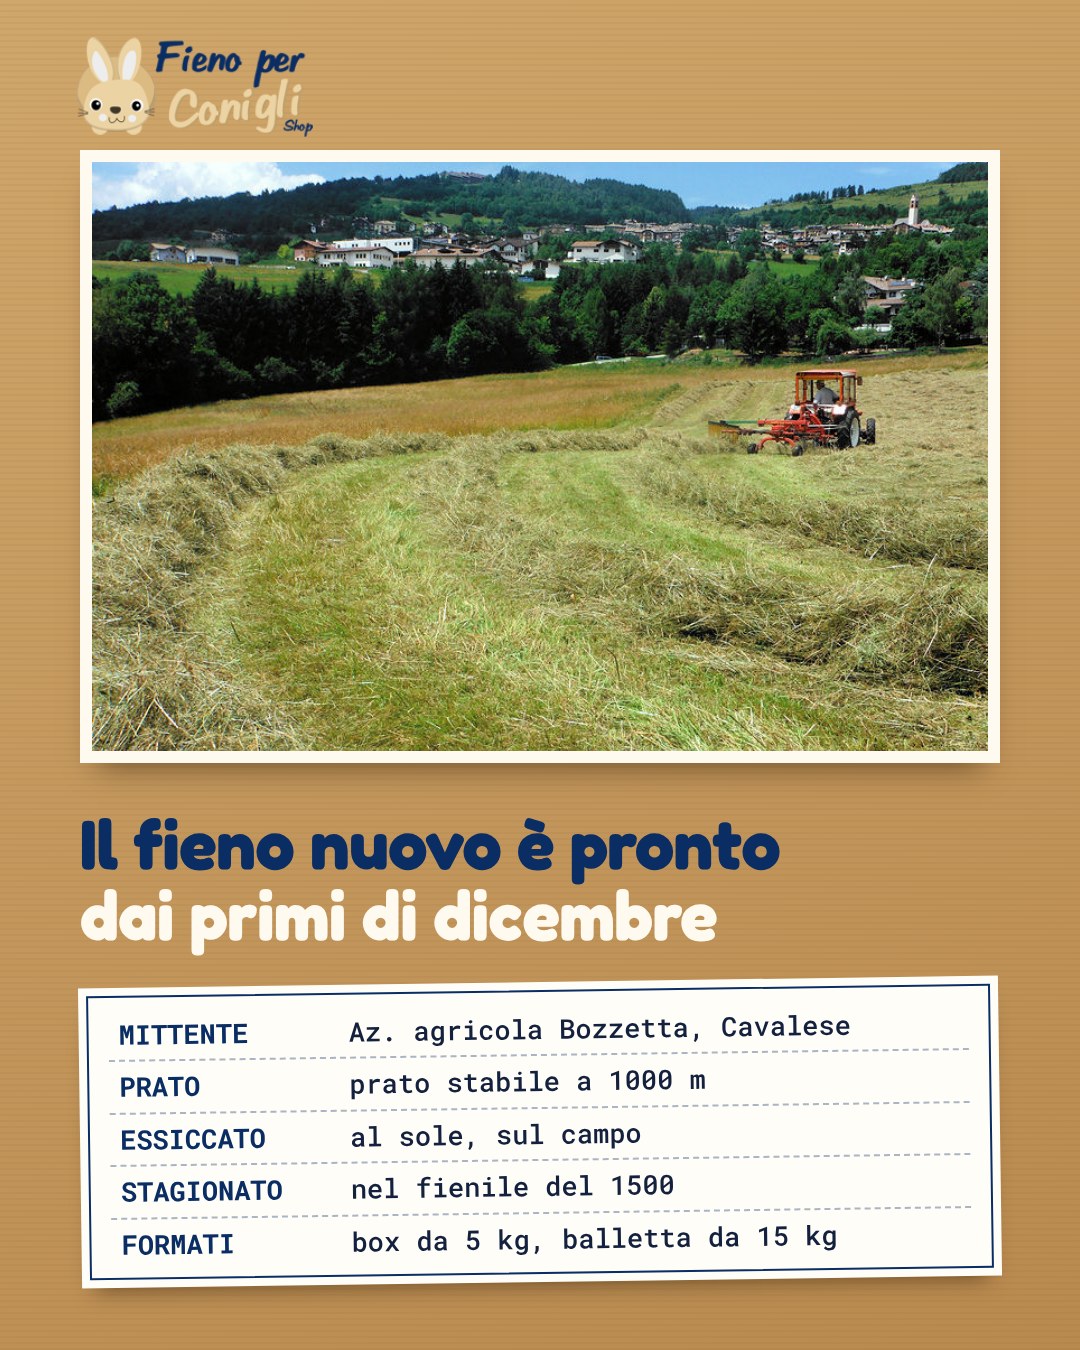 Fieno per
Conigli
Shop
Il fieno nuovo è pronto
dai primi di dicembre
MITTENTE Az. agricola Bozzetta, Cavalese
PRATO prato stabile a 1000 m
ESSICCATO al sole, sul campo
STAGIONATO nel fienile del 1500
FORMATI box da 5 kg, balletta da 15 kg